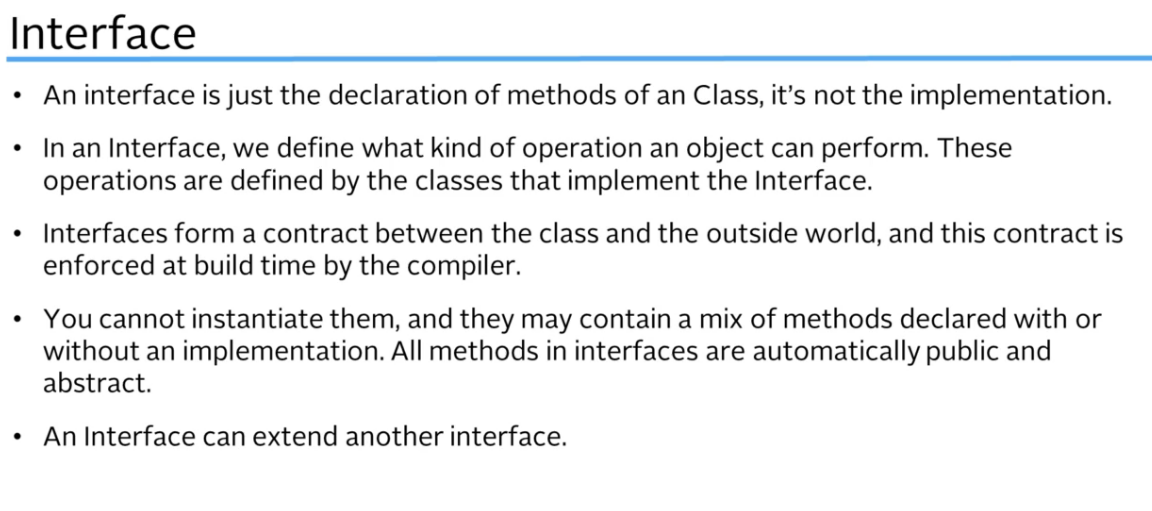 Interface
• An interface is just the declaration of methods of an Class, it's not the implementation.
• In an Interface, we define what kind of operation an object can perform. These
operations are defined by the classes that implement the Interface.
• Interfaces form a contract between the class and the outside world, and this contract is
enforced at build time by the compiler.
• You cannot instantiate them, and they may contain a mix of methods declared with or
without an implementation. All methods in interfaces are automatically public and
abstract.
• An Interface can extend another interface.